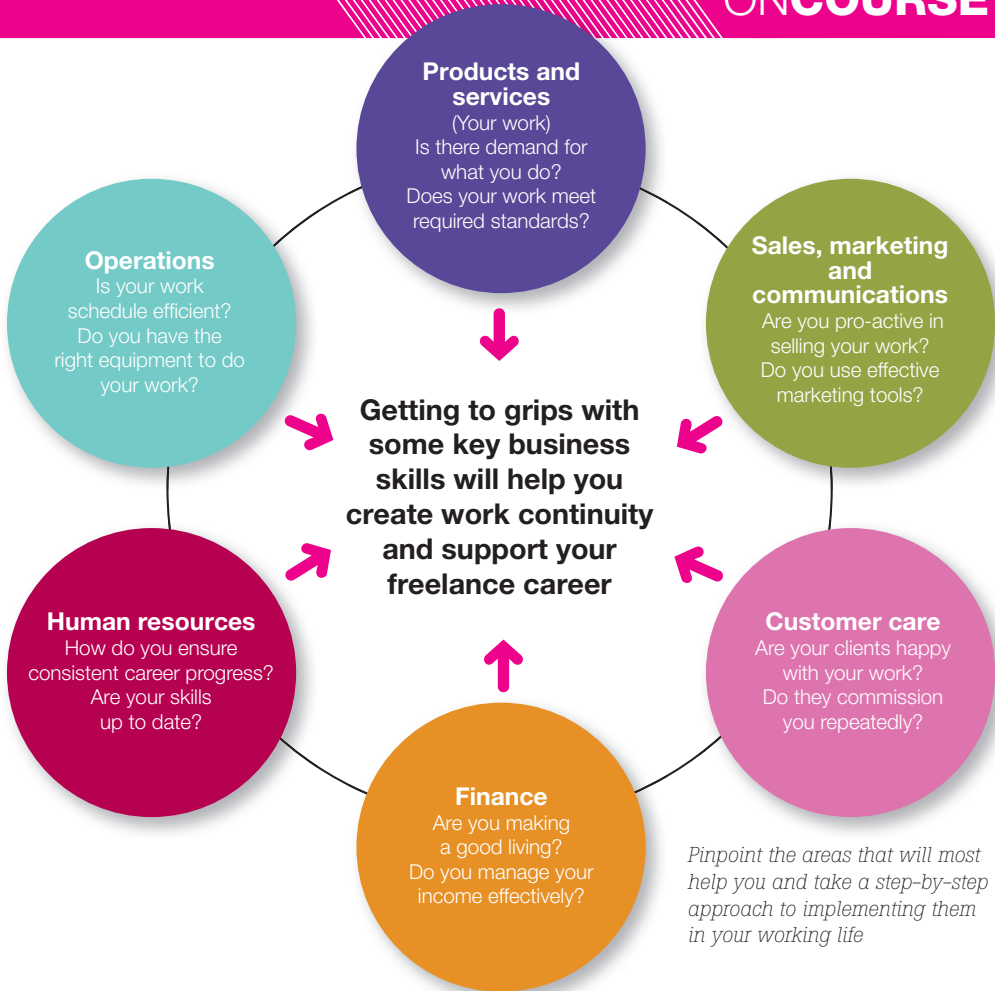 ONCOURSE
Products and
services
(Your work)
Is there demand for
what you do?
Does your work meet
required standards?
Sales, marketing
and
communications
Are you pro-active in
selling your work?
Do you use effective
marketing tools?
Customer care
Are your clients happy
with your work?
Do they commission
you repeatedly?
Finance
Are you making
a good living?
Do you manage your
income effectively?
Human resources
How do you ensure
consistent career progress?
Are your skills
up to date?
Operations
Is your work
schedule efficient?
Do you have the
right equipment to do
your work?
Getting to grips with
some key business
skills will help you
create work continuity
and support your
freelance career
Pinpoint the areas that will most
help you and take a step-by-step
approach to implementing them
in your working life